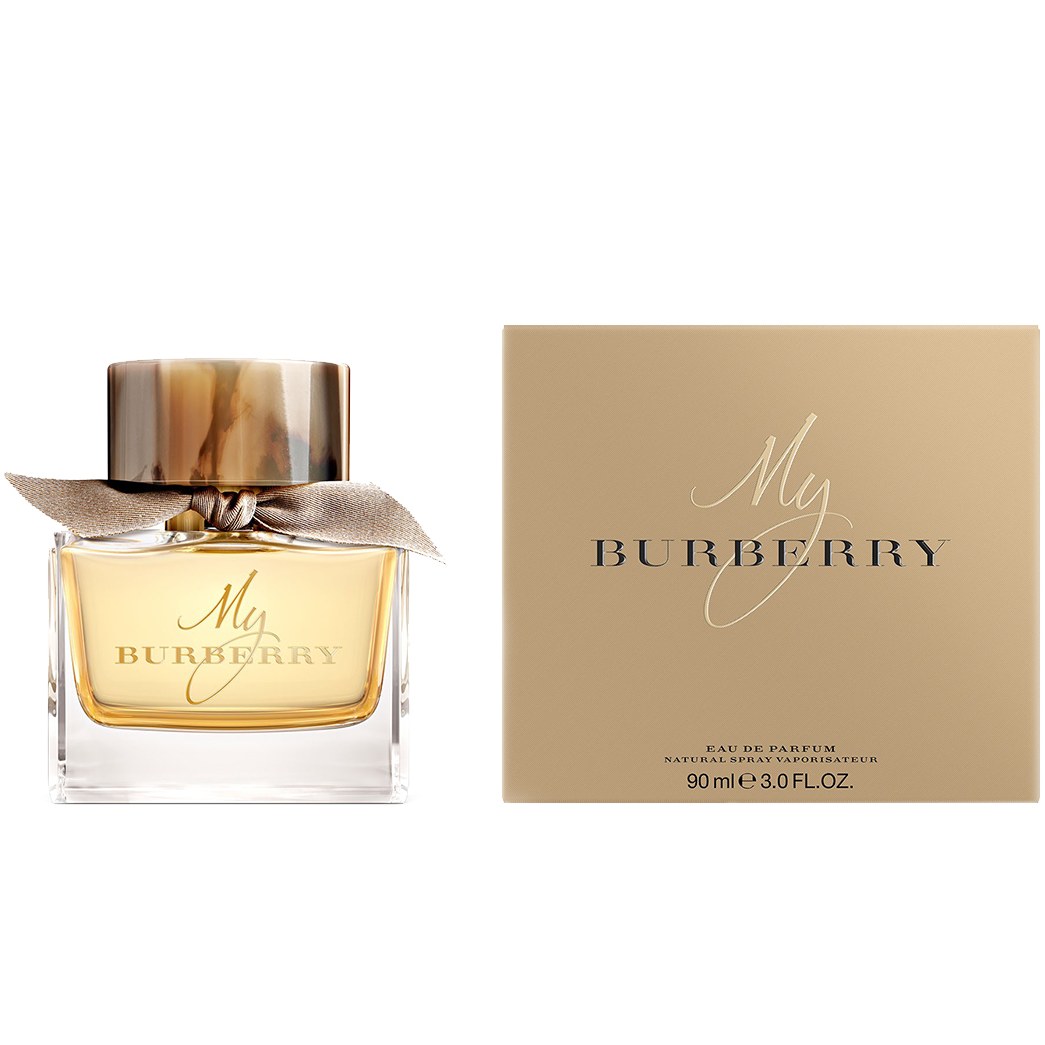 My
BURBERRY
My
BURBERRY
EAU DE PARFUM
NATURAL SPRAY VAPORISATEUR
90 ml ℮ 3.0 FL.OZ.